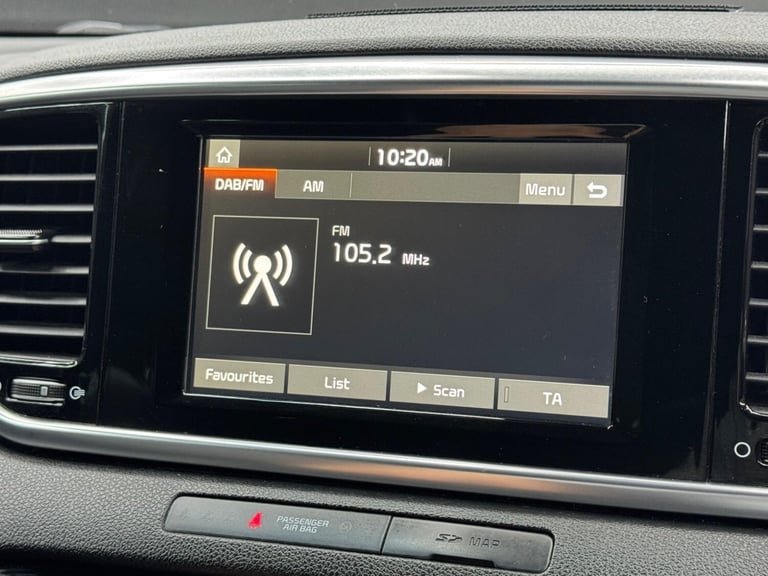 10:20AM
DAB/FM AM Menu
FM
105.2 MHz
Favourites List Scan TA
PASSENGER
AIR BAG
SD MAP